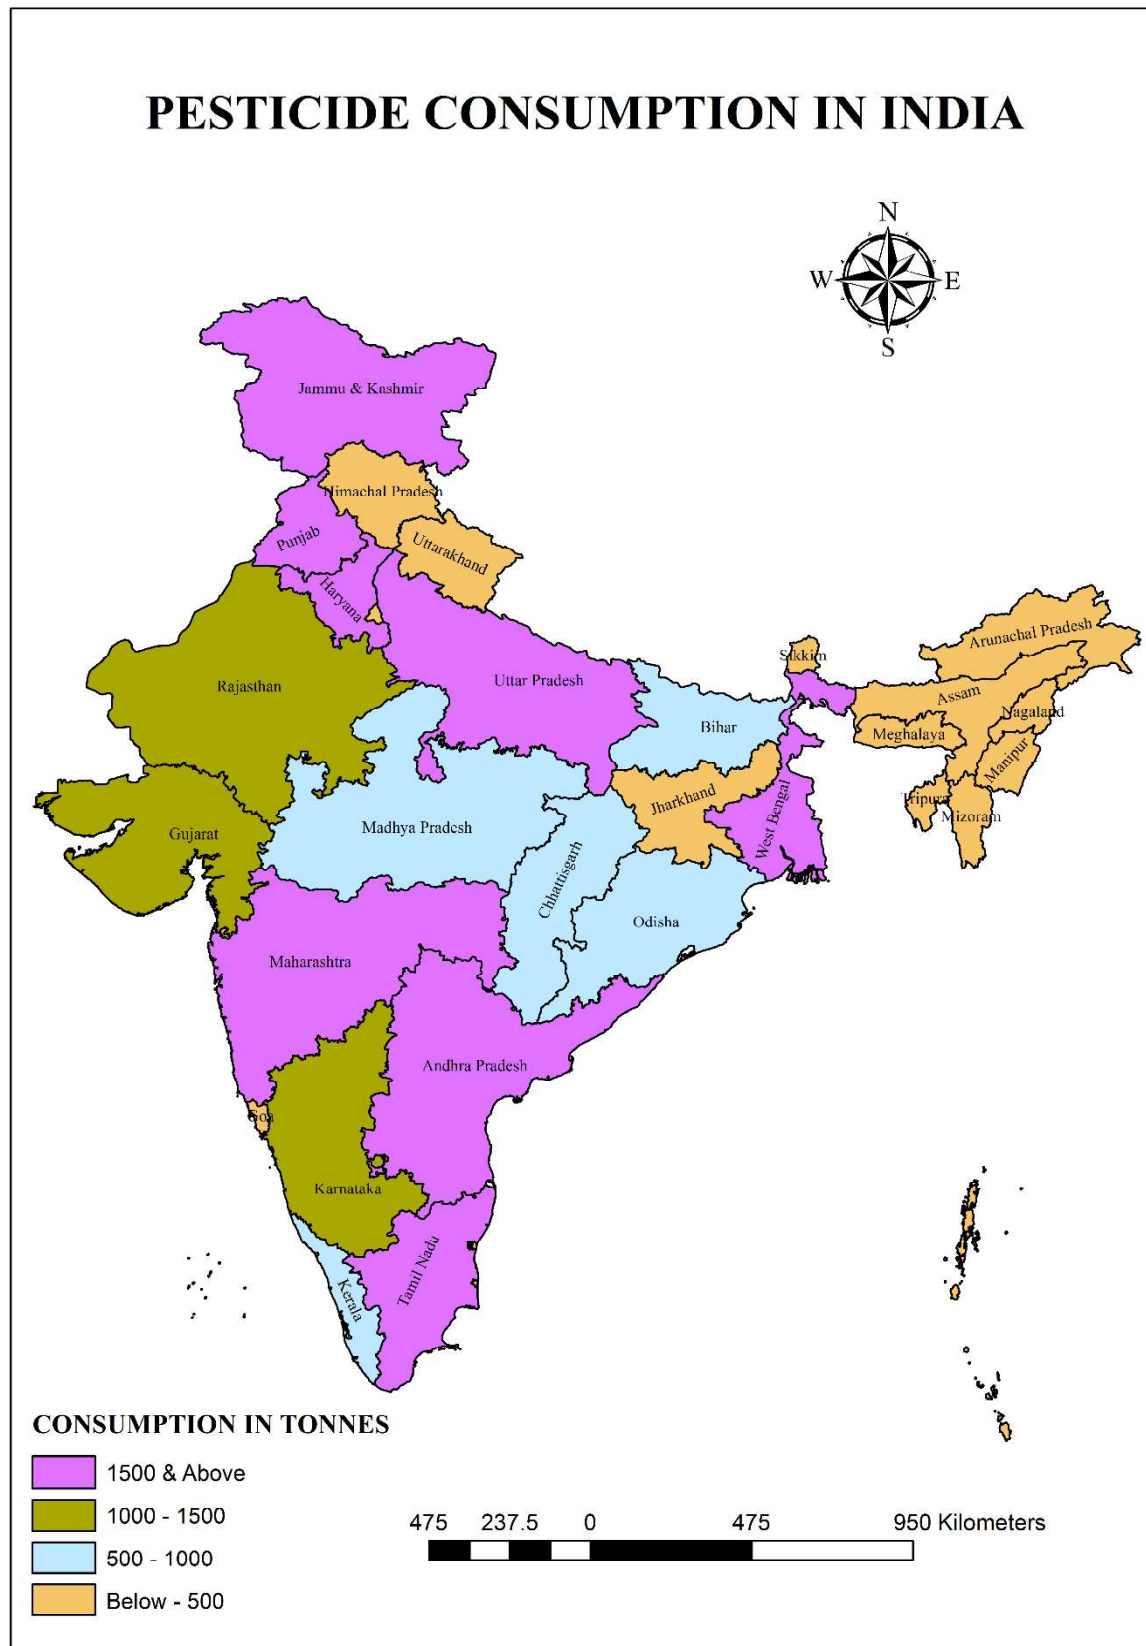 PESTICIDE CONSUMPTION IN INDIA
N
W
E
S
Jammu & Kashmir
Himachal Pradesh
Punjab
Uttarakhand
Haryana
Arunachal Pradesh
Sikkim
Rajasthan
Uttar Pradesh
Assam
Nagaland
Bihar
Meghalaya
Manipur
Jharkhand
Tripura
Mizoram
Gujarat
Madhya Pradesh
West Bengal
Chhattisgarh
Odisha
Maharashtra
Andhra Pradesh
Goa
Karnataka
Tamil Nadu
Kerala
CONSUMPTION IN TONNES
1500 & Above
1000 - 1500
500 - 1000
Below - 500
475 237.5 0 475 950 Kilometers